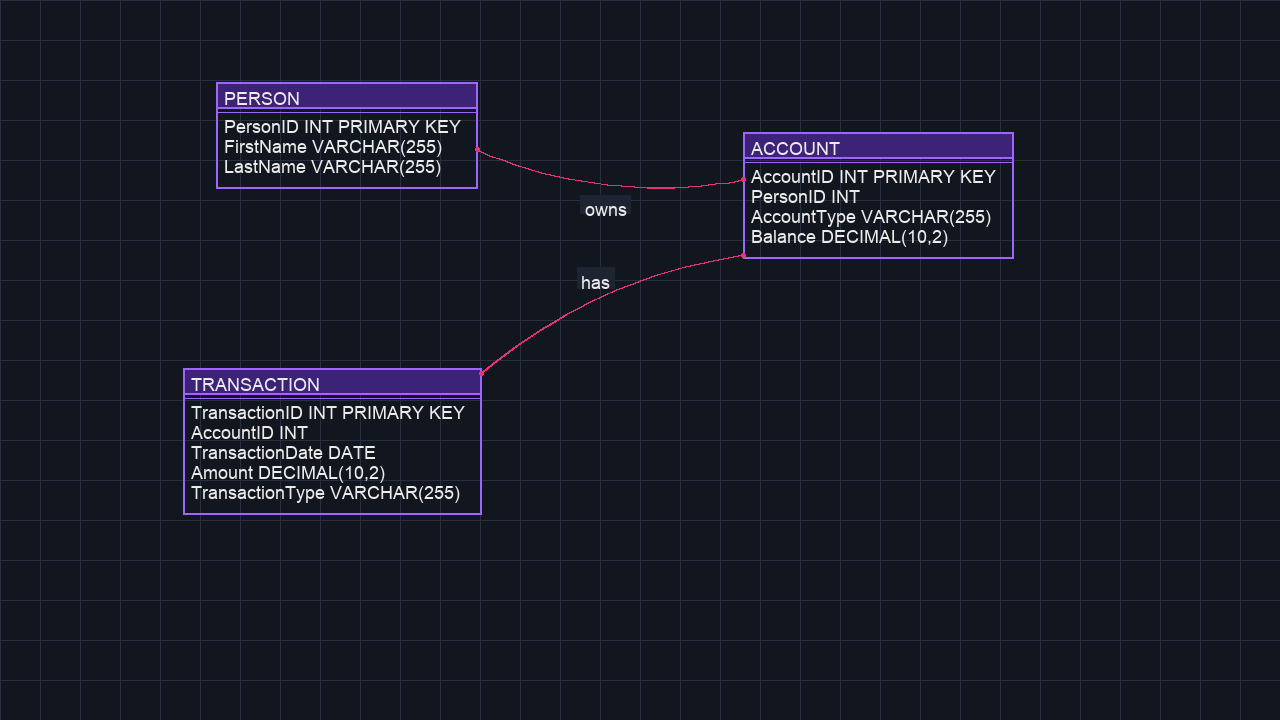 PERSON
PersonID INT PRIMARY KEY
FirstName VARCHAR(255)
LastName VARCHAR(255)
ACCOUNT
AccountID INT PRIMARY KEY
PersonID INT
AccountType VARCHAR(255)
Balance DECIMAL(10,2)
owns
has
TRANSACTION
TransactionID INT PRIMARY KEY
AccountID INT
TransactionDate DATE
Amount DECIMAL(10,2)
TransactionType VARCHAR(255)